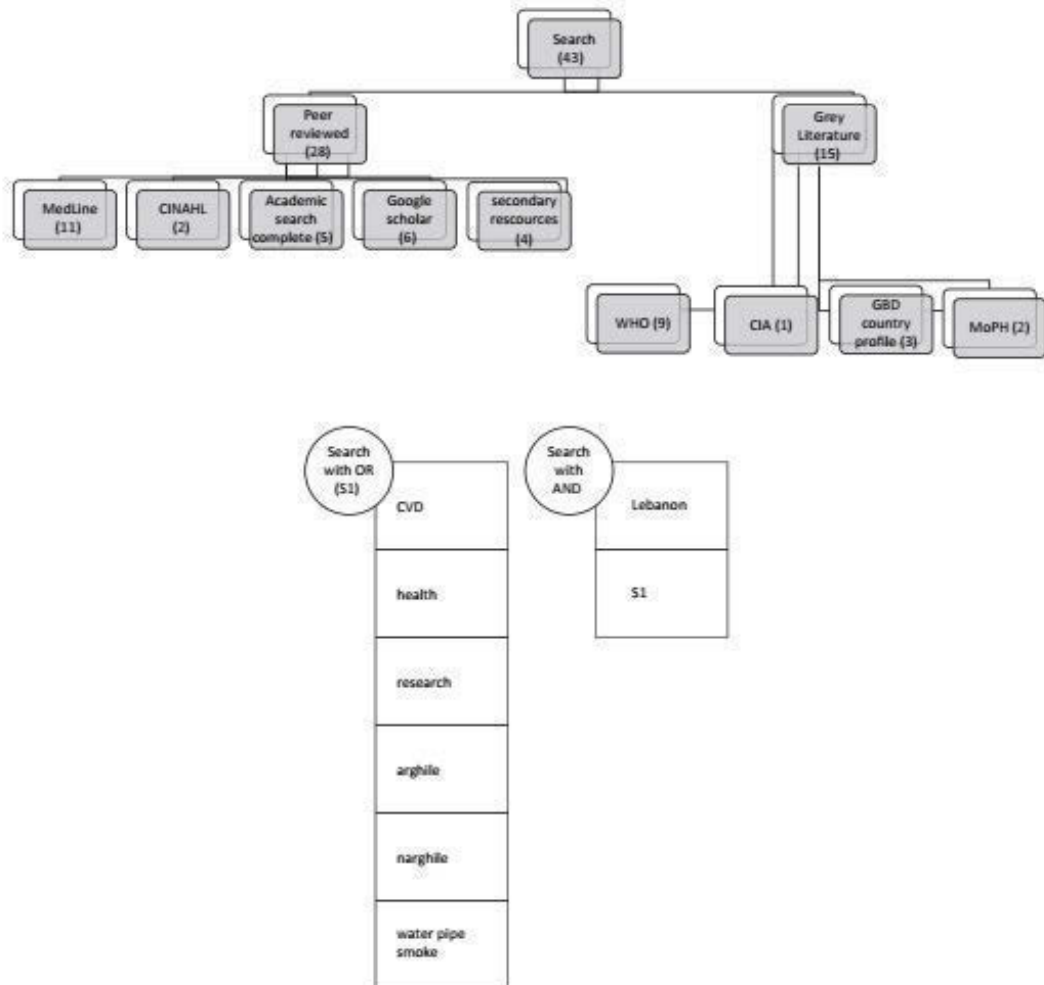 Search
(43)
Peer
reviewed
(28)
Grey
Literature
(15)
MedLine
(11)
CINAHL
(2)
Academic
search
complete (5)
Google
scholar
(6)
secondary
rescources
(4)
WHO (9)
CIA (1)
GBD
country
profile (3)
MoPH (2)
Search
with OR
(S1)
CVD
health
research
arghile
narghile
water pipe
smoke
Search
with
AND
Lebanon
S1